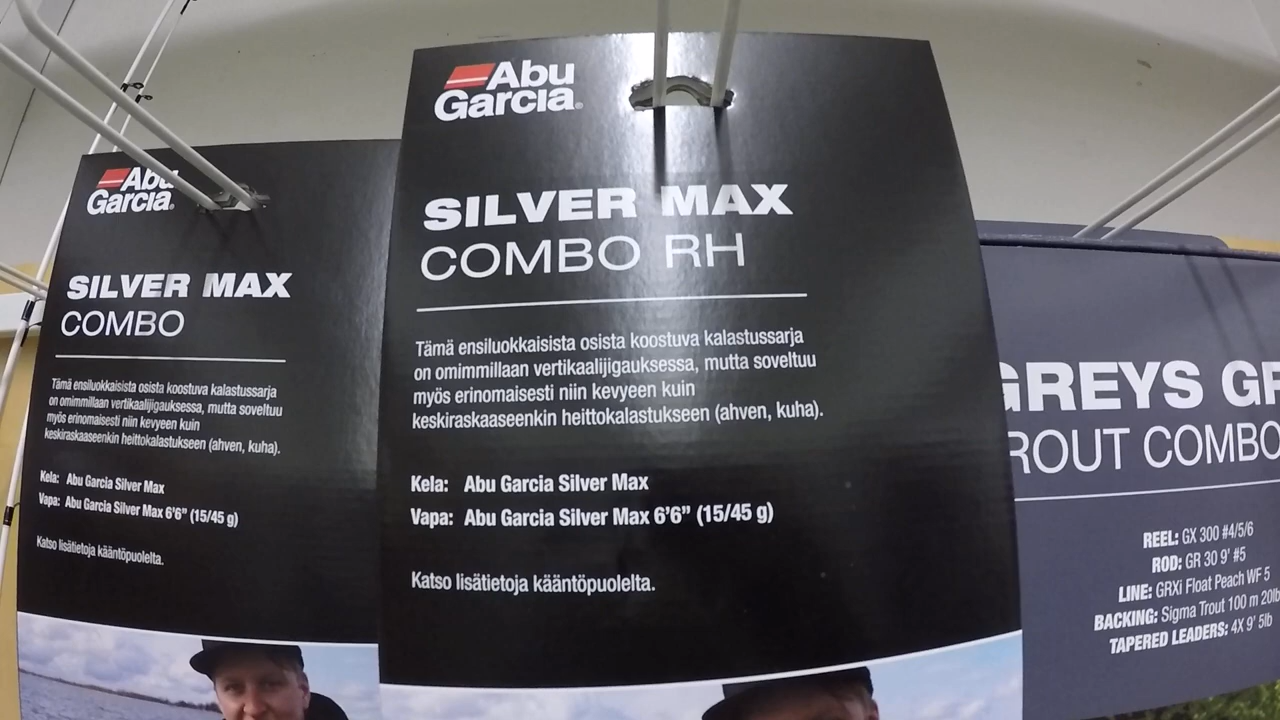 Abu
Garcia®
SILVER MAX
COMBO
Tämä ensiluokkaisista osista koostuva kalastussarja
on omimmillaan vertikaalijigauksessa, mutta soveltuu
myös erinomaisesti niin kevyeen kuin
keskiraskaaseenkin heittokalastukseen (ahven, kuha).
Kela: Abu Garcia Silver Max
Vapa: Abu Garcia Silver Max 6'6" (15/45 g)
Katso lisätietoja kääntöpuolelta.
Abu
Garcia®
SILVER MAX
COMBO RH
Tämä ensiluokkaisista osista koostuva kalastussarja
on omimmillaan vertikaalijigauksessa, mutta soveltuu
myös erinomaisesti niin kevyeen kuin
keskiraskaaseenkin heittokalastukseen (ahven, kuha).
Kela: Abu Garcia Silver Max
Vapa: Abu Garcia Silver Max 6'6" (15/45 g)
Katso lisätietoja kääntöpuolelta.
GREYS GR
ROUT COMBO
REEL: GX 300 #4/5/6
ROD: GR 30 9' #5
LINE: GRXi Float Peach WF 5
BACKING: Sigma Trout 100 m 20lb
TAPERED LEADERS: 4X 9' 5lb